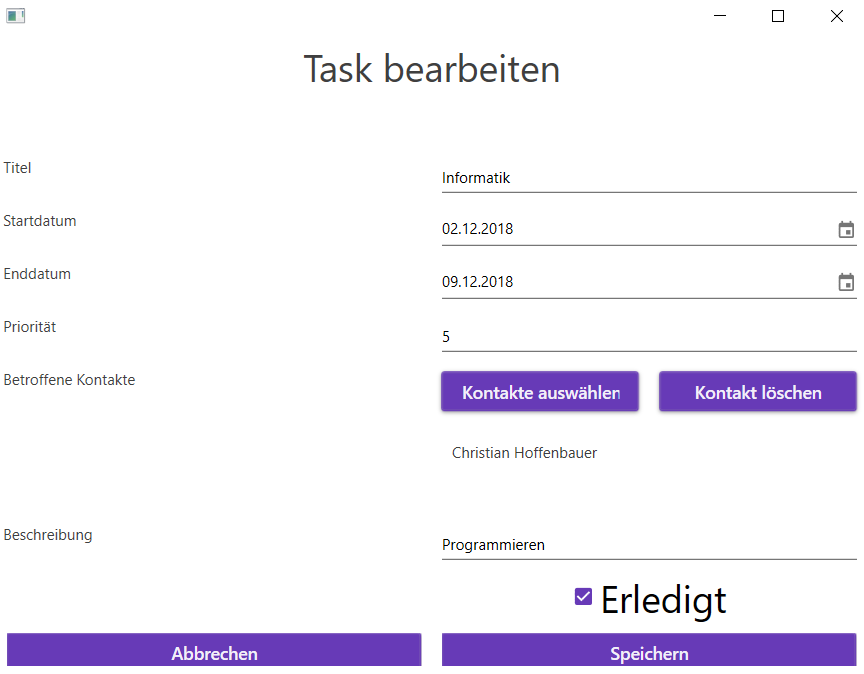 Task bearbeiten
Titel
Informatik
Startdatum
02.12.2018
Enddatum
09.12.2018
Priorität
5
Betroffene Kontakte
Kontakte auswählen
Kontakt löschen
Christian Hoffenbauer
Beschreibung
Programmieren
Erledigt
Abbrechen
Speichern